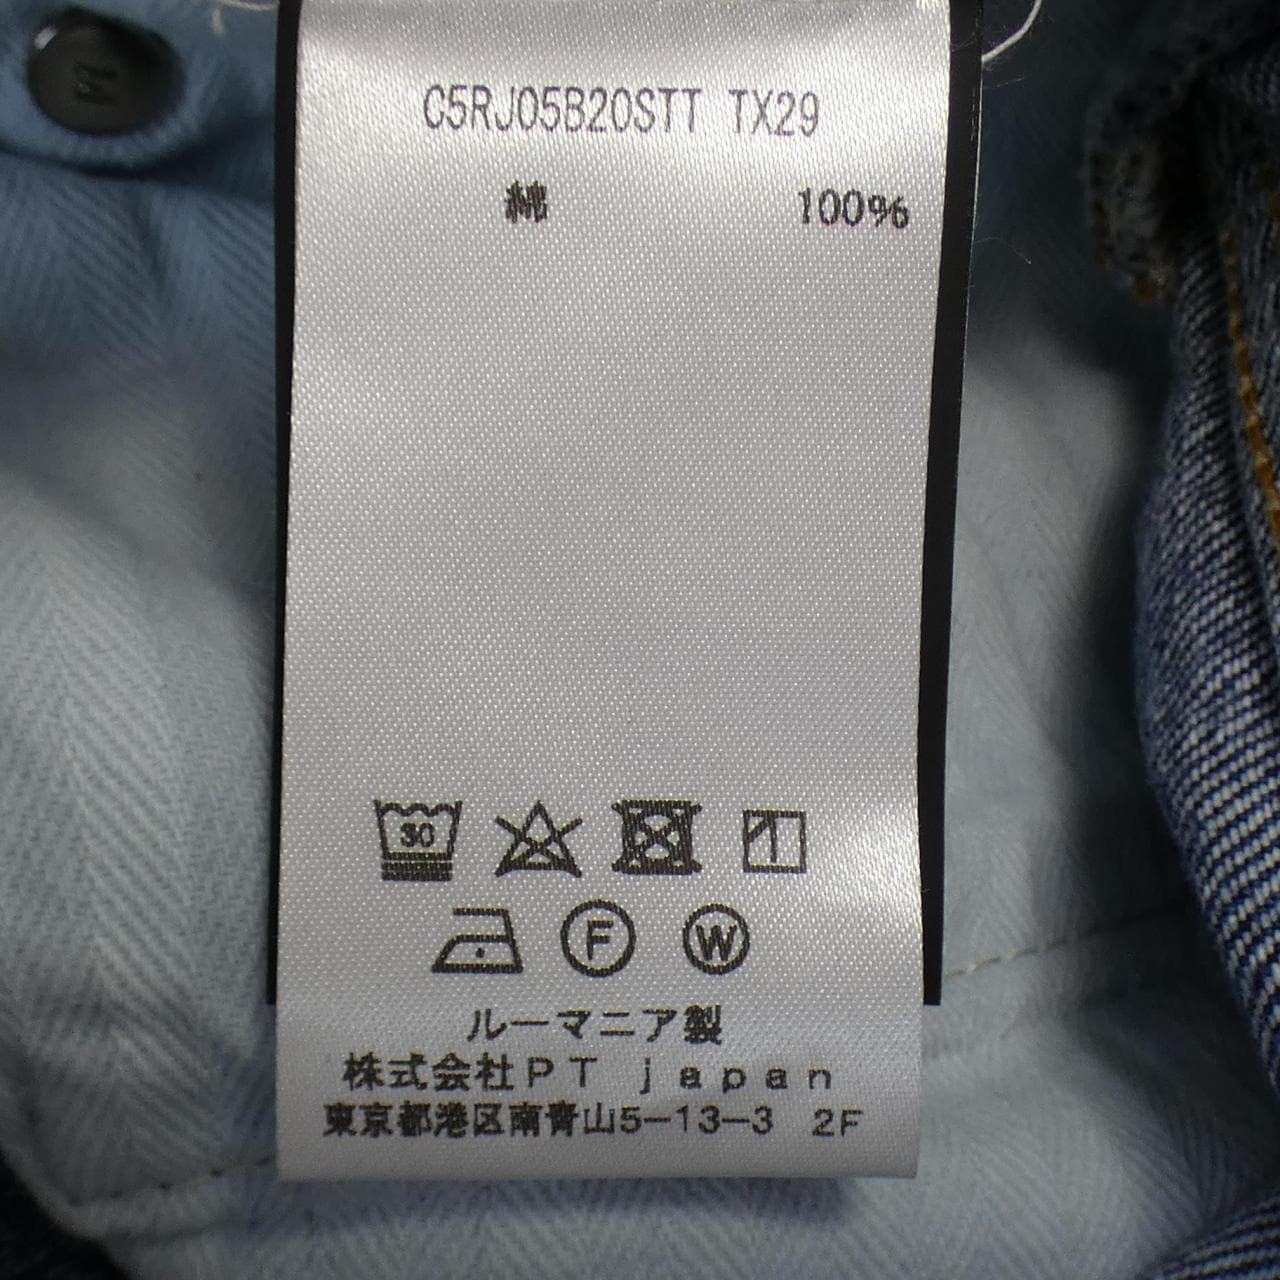 C5RJ05B20STT TX29
綿 100%
30
F W
ルーマニア製
株式会社PT japan
東京都港区南青山5-13-3 2F